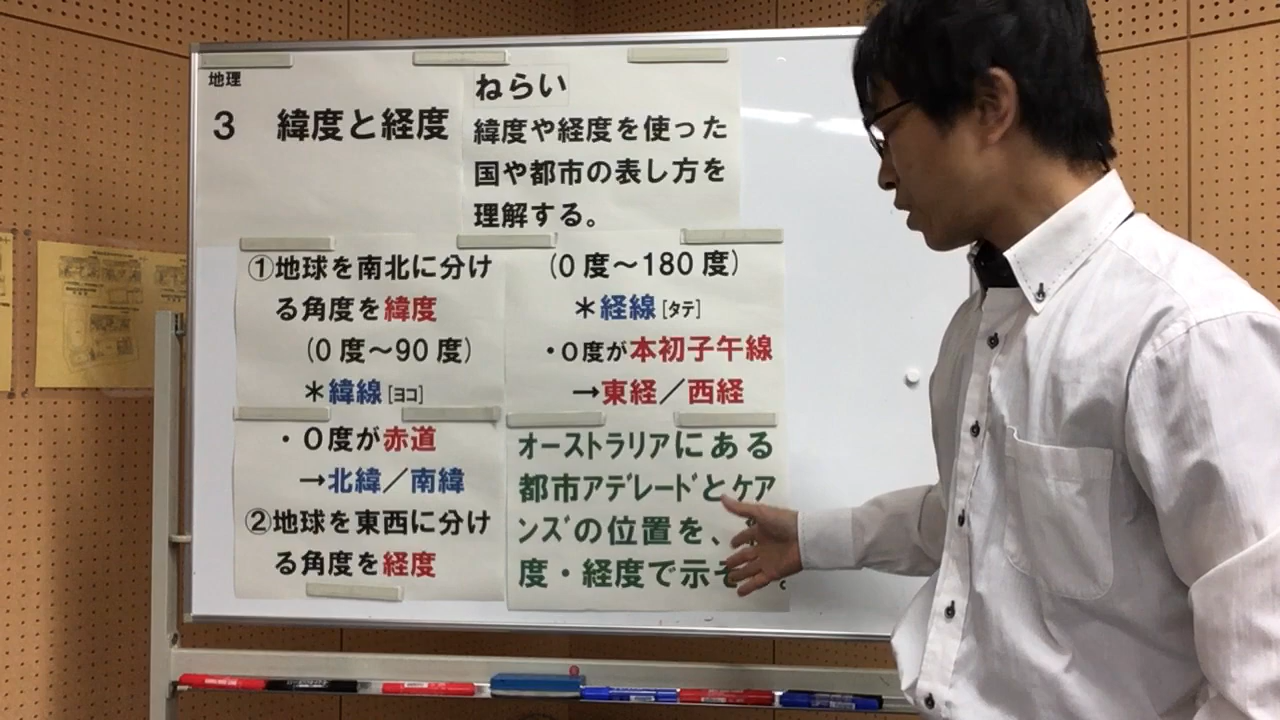 地理
3 緯度と経度
ねらい
緯度や経度を使った
国や都市の表し方を
理解する。
①地球を南北に分け
る角度を緯度
(0度～90度)
＊緯線[ヨコ]
・0度が赤道
→北緯／南緯
②地球を東西に分け
る角度を経度
(0度～180度)
＊経線[タテ]
・0度が本初子午線
→東経／西経
オーストラリアにある
都市アデレードとケア
ンズの位置を、
度・経度で示そ
。